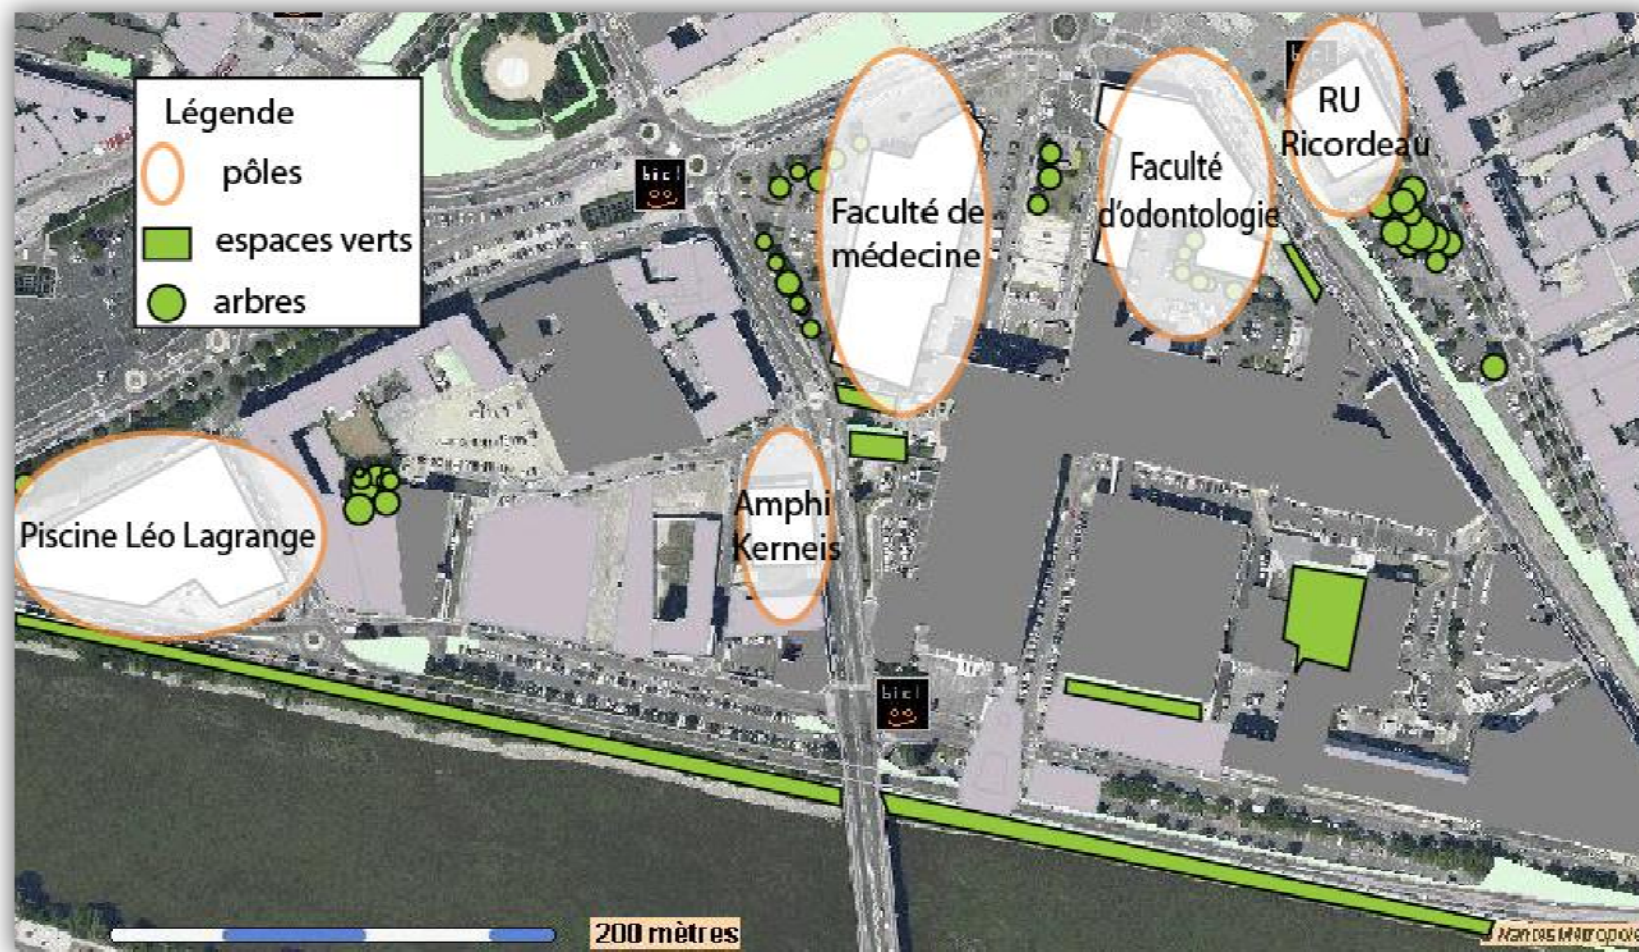 Légende
pôles
espaces verts
arbres
bicl
bicl
RU
Ricordeau
Faculté
d'odontologie
Faculté de
médecine
Piscine Léo Lagrange
Amphi
Kerneis
bicl
200 mètres